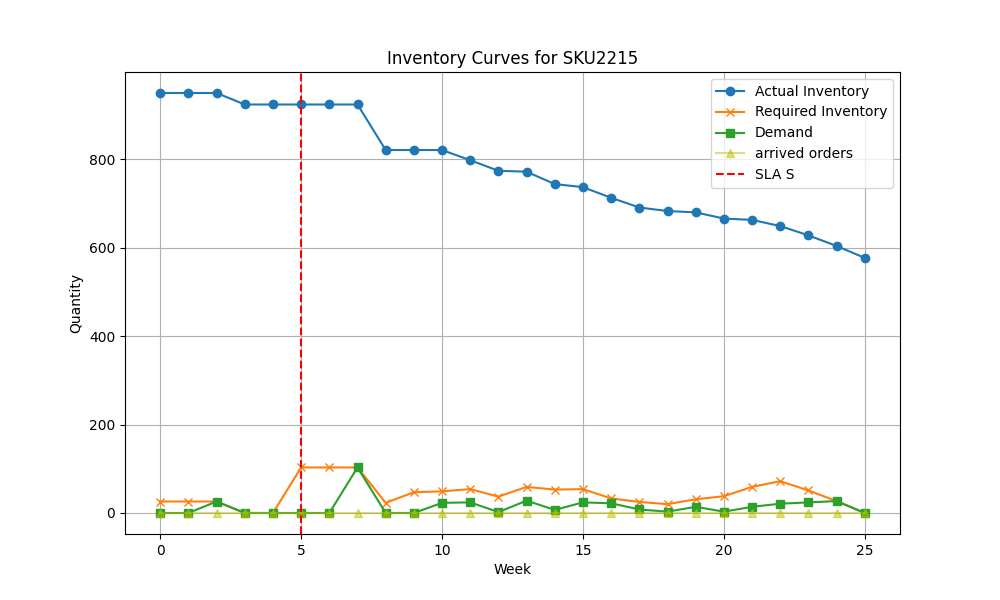 Inventory Curves for SKU2215
Actual Inventory
Required Inventory
Demand
arrived orders
SLA S
Quantity
800
600
400
200
0
0 5 10 15 20 25
Week